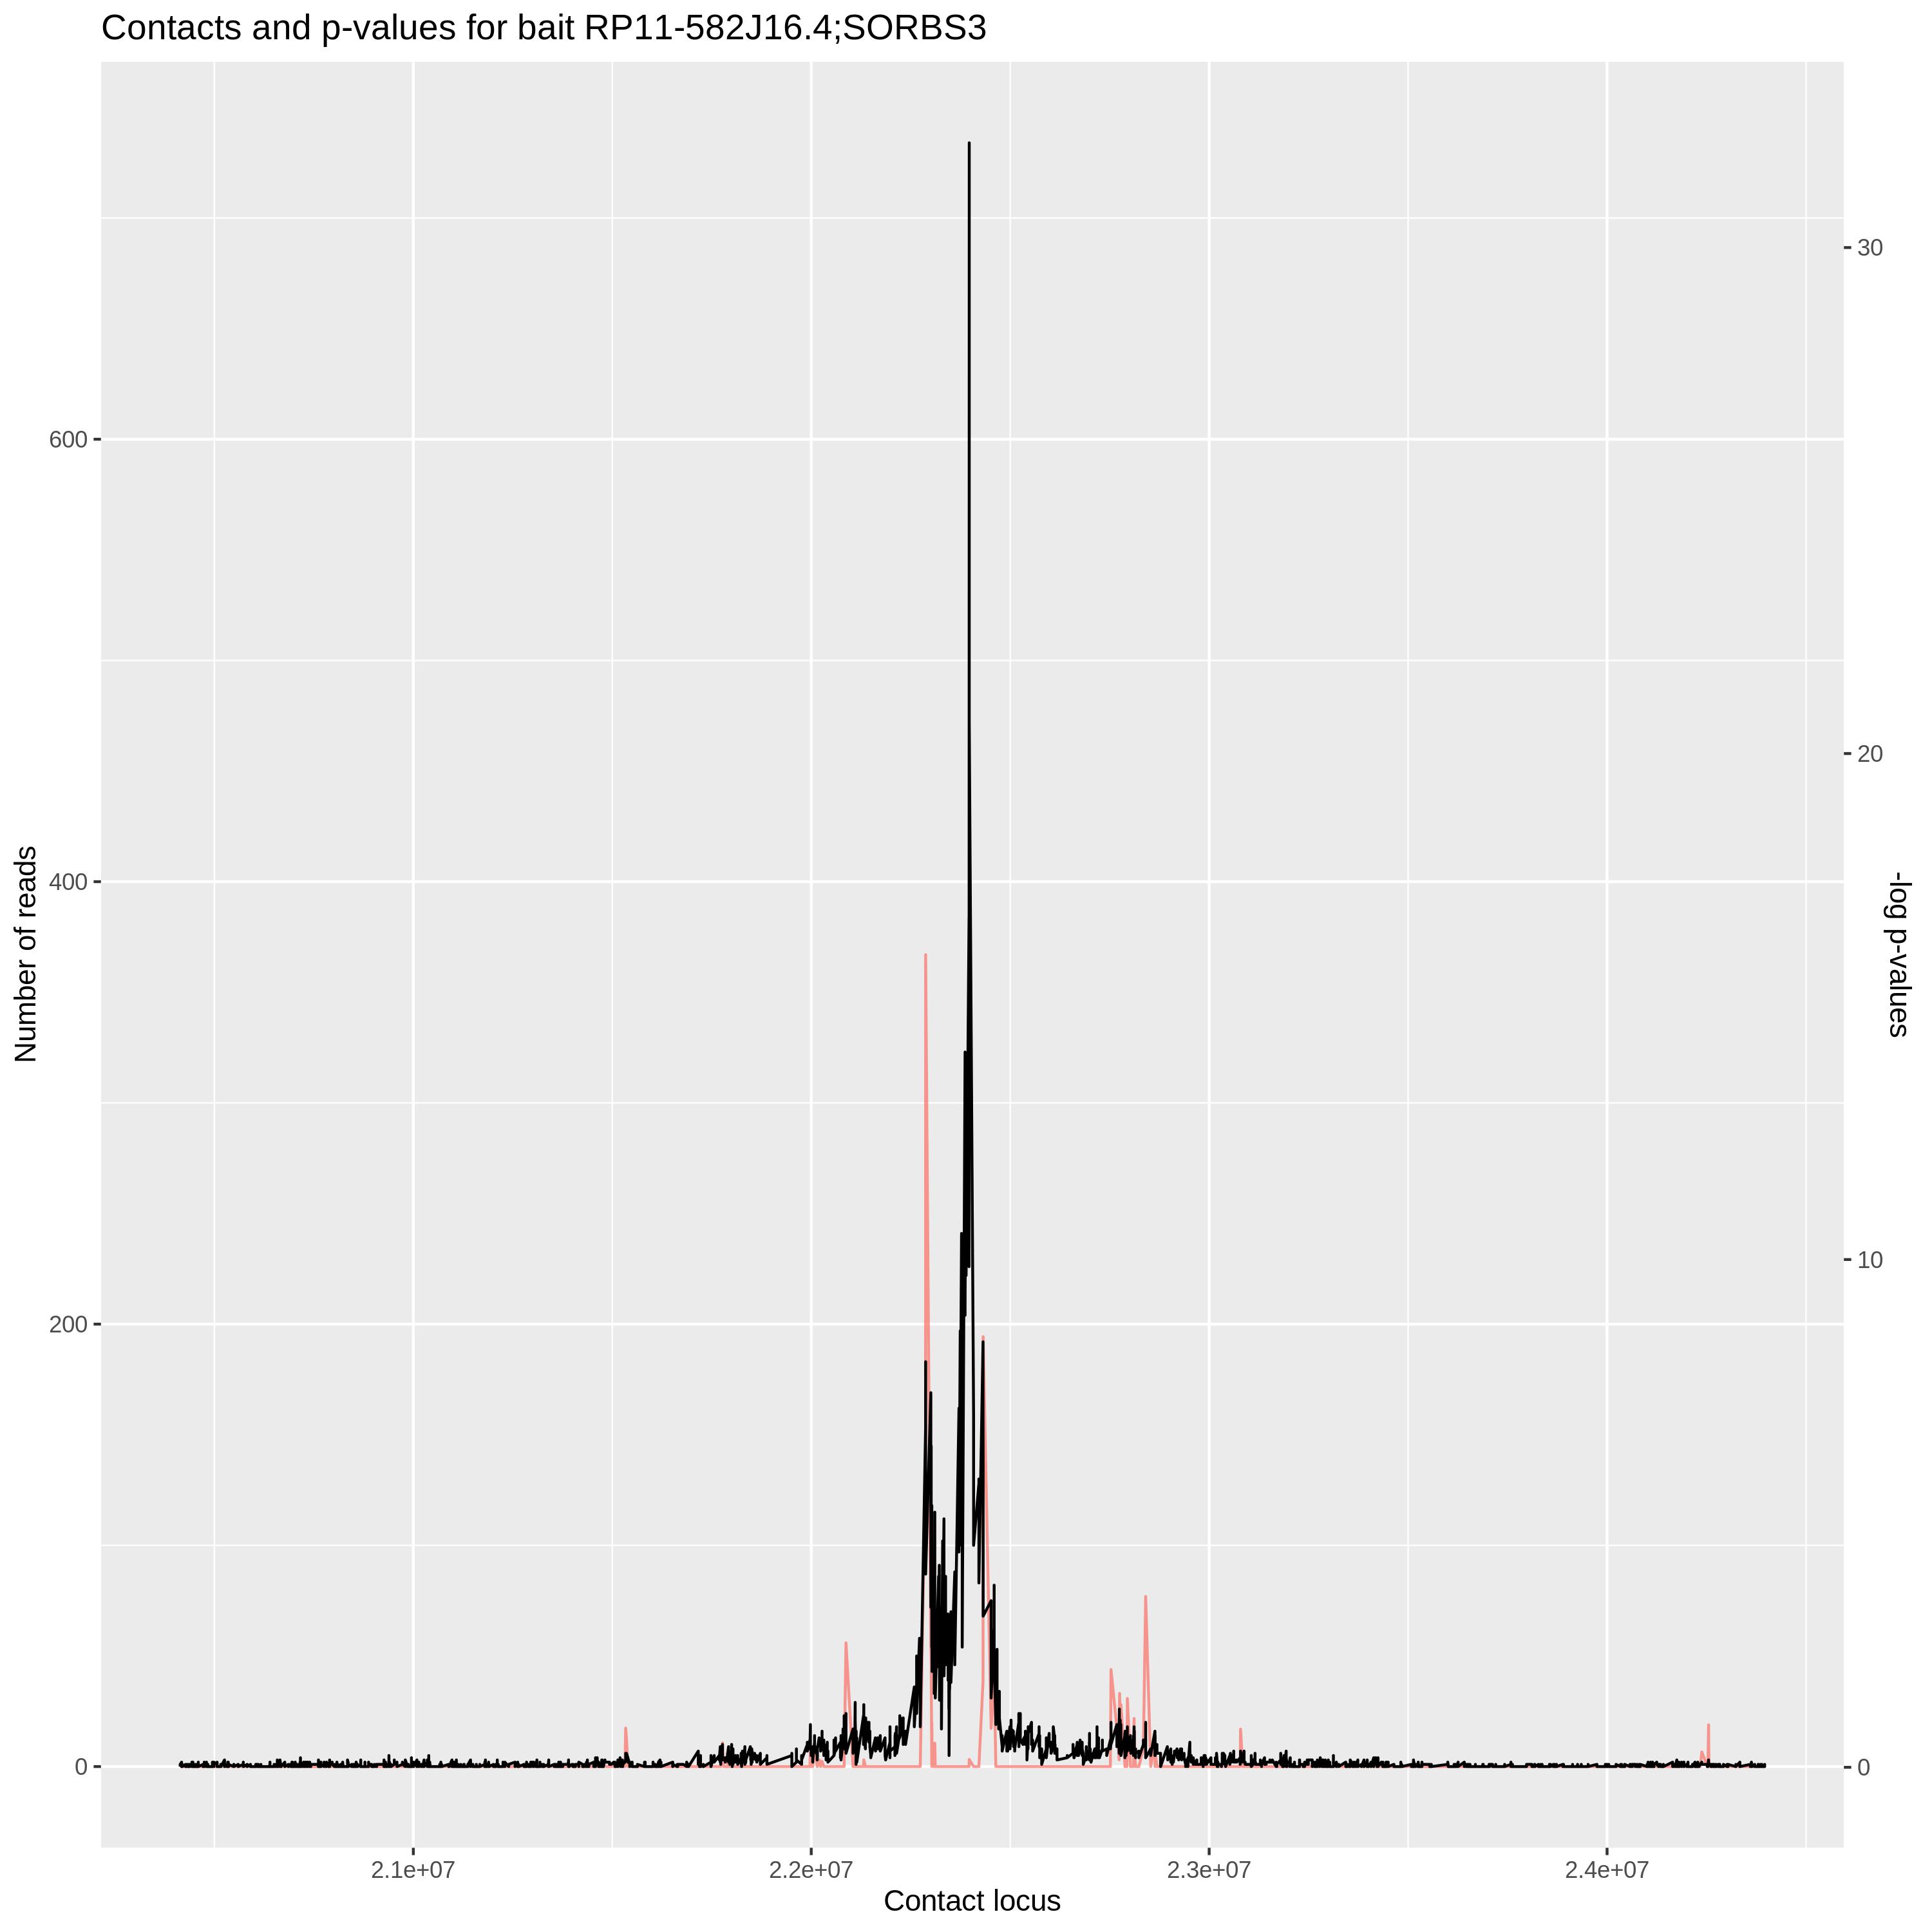 Contacts and p-values for bait RP11-582J16.4;SORBS3
Number of reads
600
400
200
0
30
20
10
0
-log p-values
2.1e+07
2.2e+07
2.3e+07
2.4e+07
Contact locus